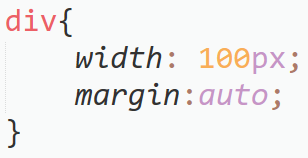 div{
    width: 100px;
    margin:auto;
}